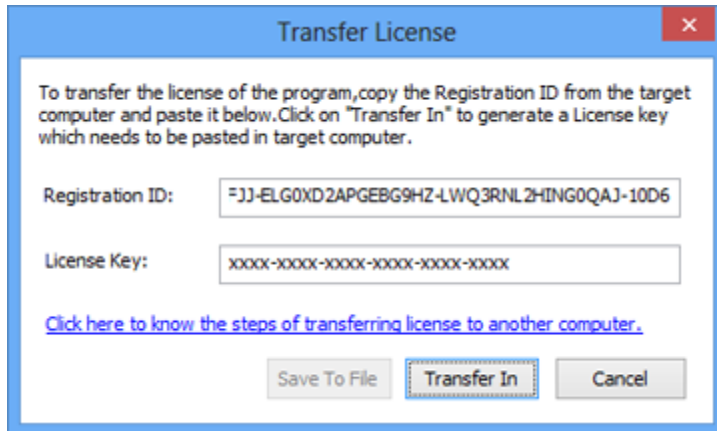 Transfer License
To transfer the license of the program,copy the Registration ID from the target
computer and paste it below.Click on "Transfer In" to generate a License key
which needs to be pasted in target computer.
Registration ID: FJJ-ELG0XD2APGEBG9HZ-LWQ3RNL2HING0QAJ-10D6
License Key: xxxx-xxxx-xxxx-xxxx-xxxx-xxxx
Click here to know the steps of transferring license to another computer.
Save To File Transfer In Cancel